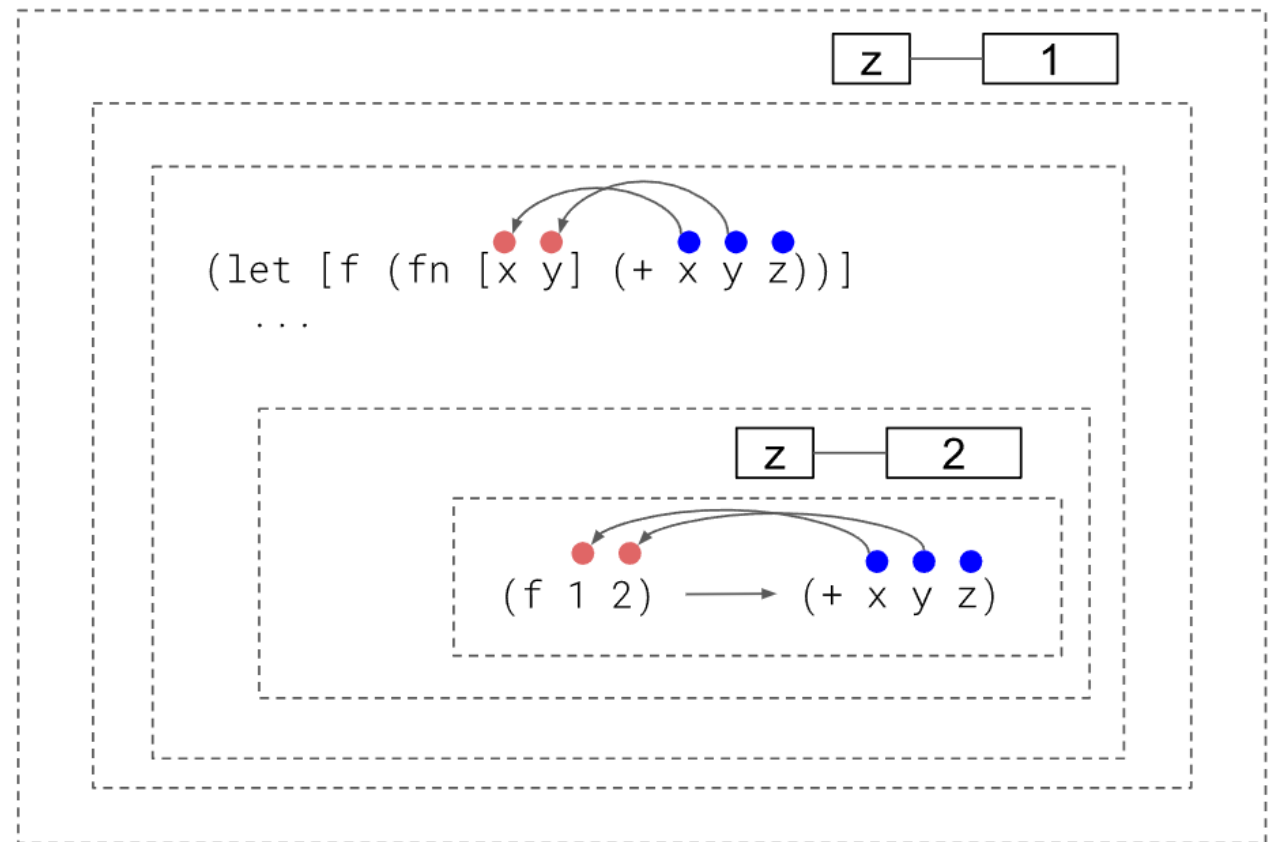 z 1
(let [f (fn [x y] (+ x y z))]
...
z 2
(f 1 2) (+ x y z)